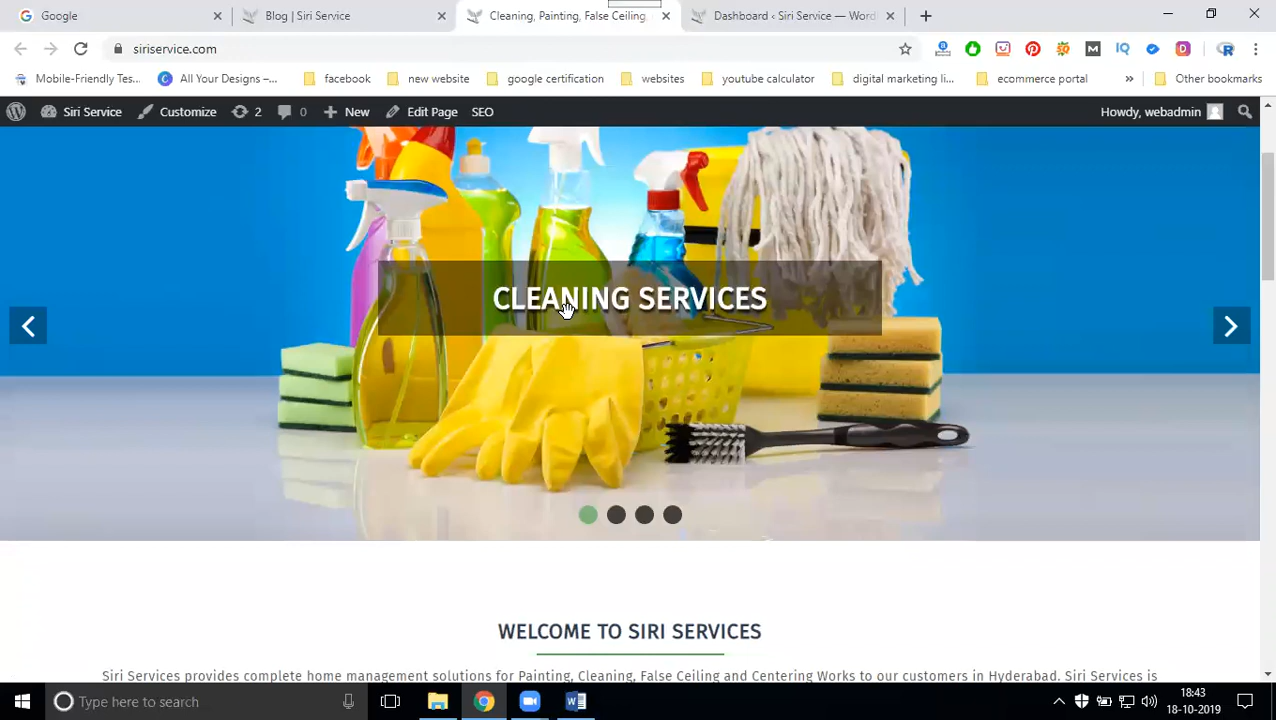 Google
Blog | Siri Service
Cleaning, Painting, False Ceiling,
Dashboard ‹ Siri Service — Word
siriservice.com
Mobile-Friendly Tes...
All Your Designs –...
facebook
new website
google certification
websites
youtube calculator
digital marketing li...
ecommerce portal
Other bookmarks
Siri Service
Customize
2
0
New
Edit Page
SEO
Howdy, webadmin
CLEANING SERVICES
WELCOME TO SIRI SERVICES
Siri Services provides complete home management solutions for Painting, Cleaning, False Ceiling and Centering Works to our customers in Hyderabad. Siri Services is
Type here to search
18:43
18-10-2019